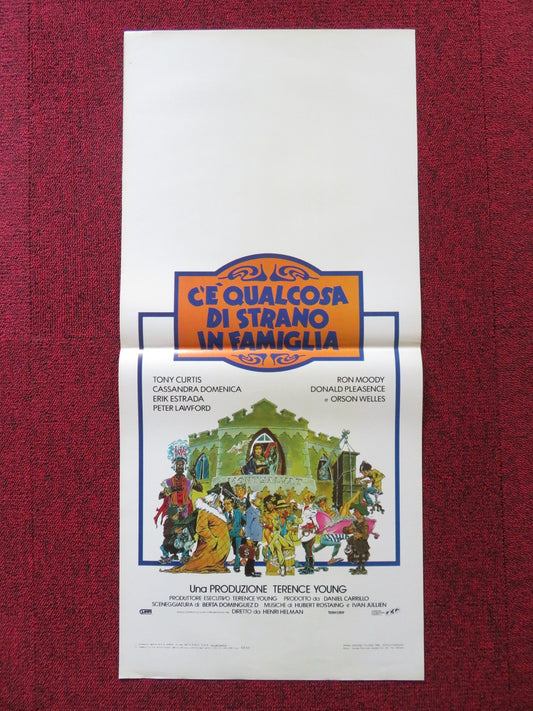 C'È QUALCOSA
DI STRANO
IN FAMIGLIA
TONY CURTIS
CASSANDRA DOMENICA
ERIK ESTRADA
PETER LAWFORD
RON MOODY
DONALD PLEASENCE
e ORSON WELLES
Una PRODUZIONE TERENCE YOUNG
PRODUTTORE ESECUTIVO TERENCE YOUNG PRODOTTO da DANIEL CARRILLO
SCENEGGIATURA di BERTA DOMINGUEZ D MUSICHE di HUBERT ROSTAING e IVAN JULLIEN
DIRETTO da HENRI HELMAN